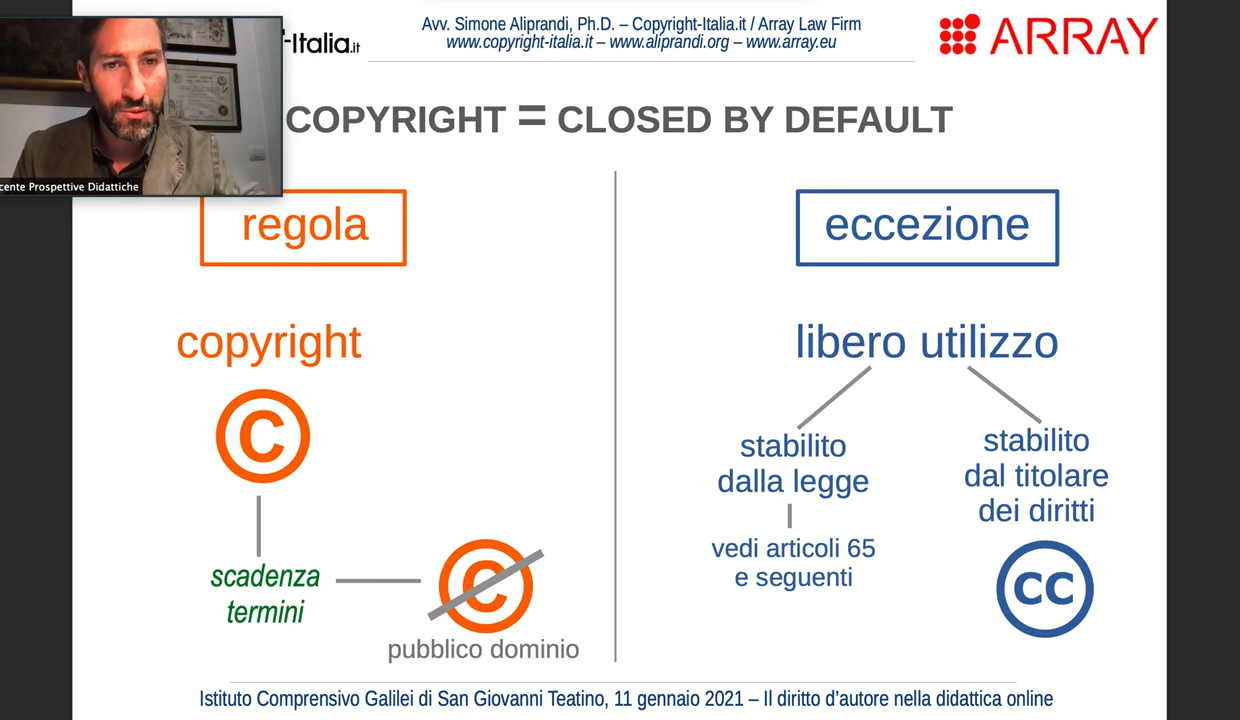 Avv. Simone Aliprandi, Ph.D. – Copyright-Italia.it / Array Law Firm
www.copyright-italia.it – www.aliprandi.org – www.array.eu
-Italia.it
ARRAY
COPYRIGHT = CLOSED BY DEFAULT
cente Prospettive Didattiche
regola
eccezione
copyright
libero utilizzo
C
stabilito
dalla legge
stabilito
dal titolare
dei diritti
vedi articoli 65
e seguenti
scadenza
termini
C
CC
pubblico dominio
Istituto Comprensivo Galilei di San Giovanni Teatino, 11 gennaio 2021 – Il diritto d’autore nella didattica online